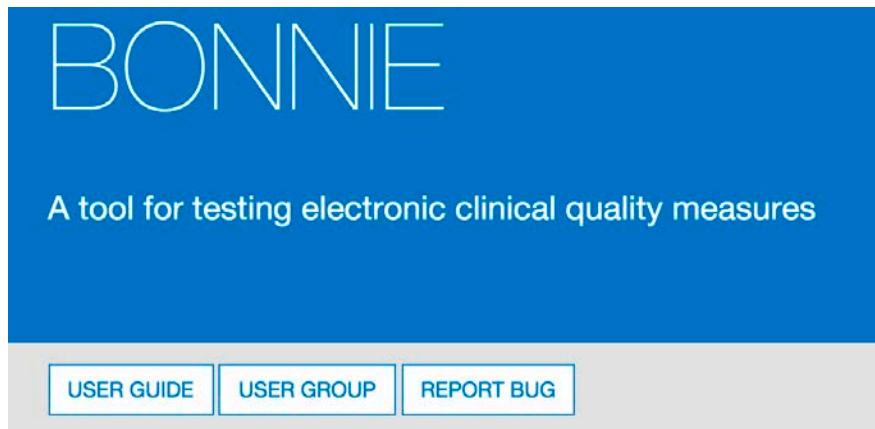 BONNIE
A tool for testing electronic clinical quality measures
USER GUIDE USER GROUP REPORT BUG